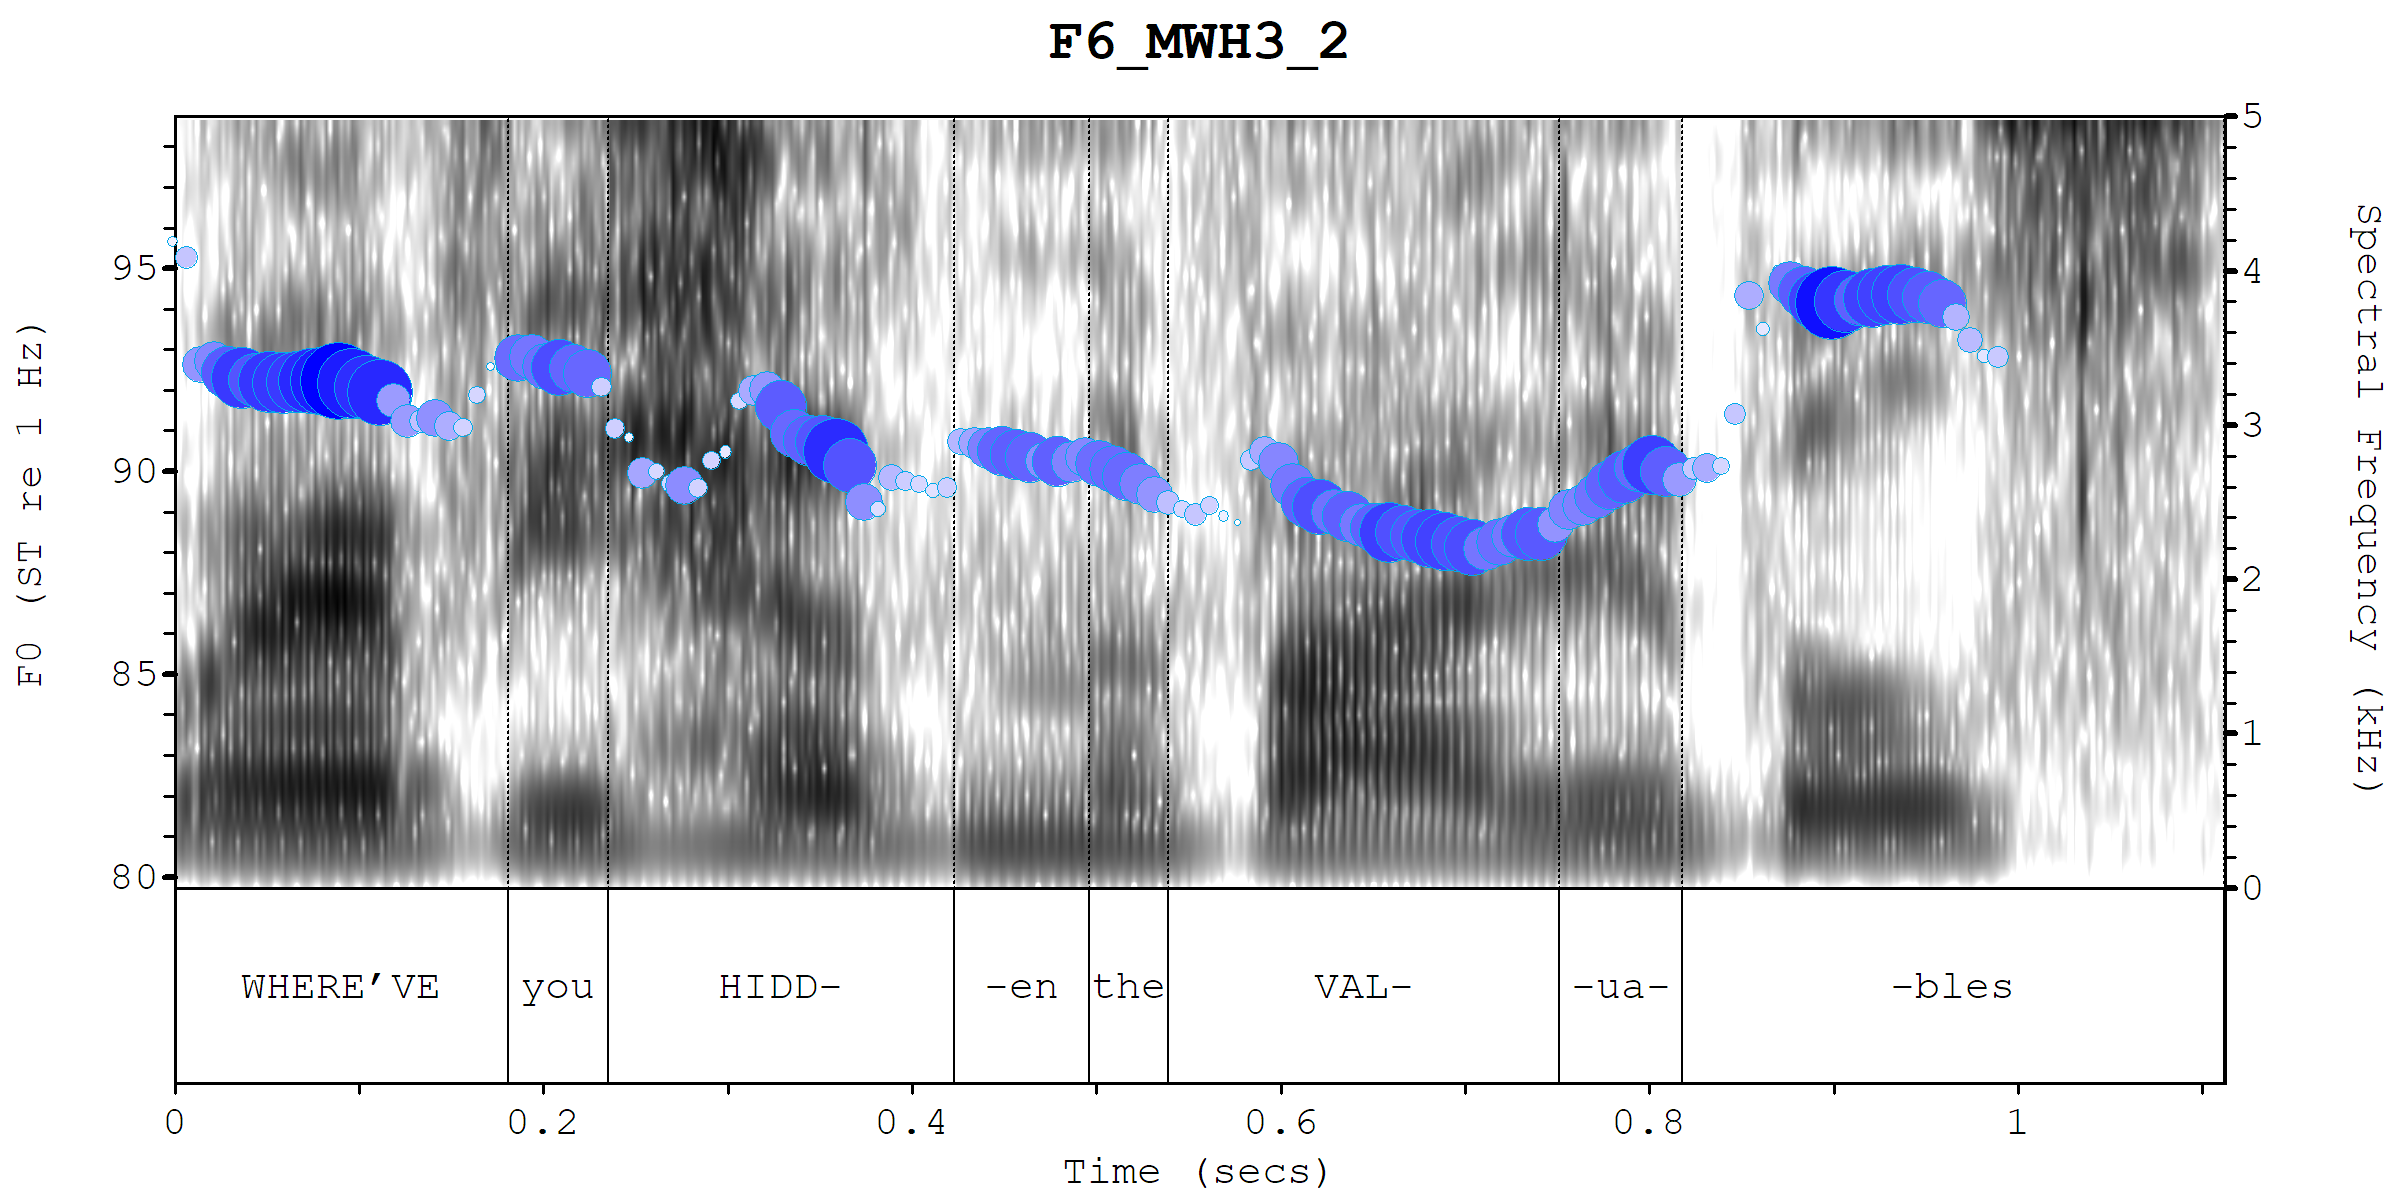 F6_MWH3_2
F0 (ST re 1 Hz)
95
90
85
80
5
4
3
2
1
0
Spectral Frequency (kHz)
WHERE'VE you HIDD- -en the VAL- -ua- -bles
0 0.2 0.4 0.6 0.8 1
Time (secs)